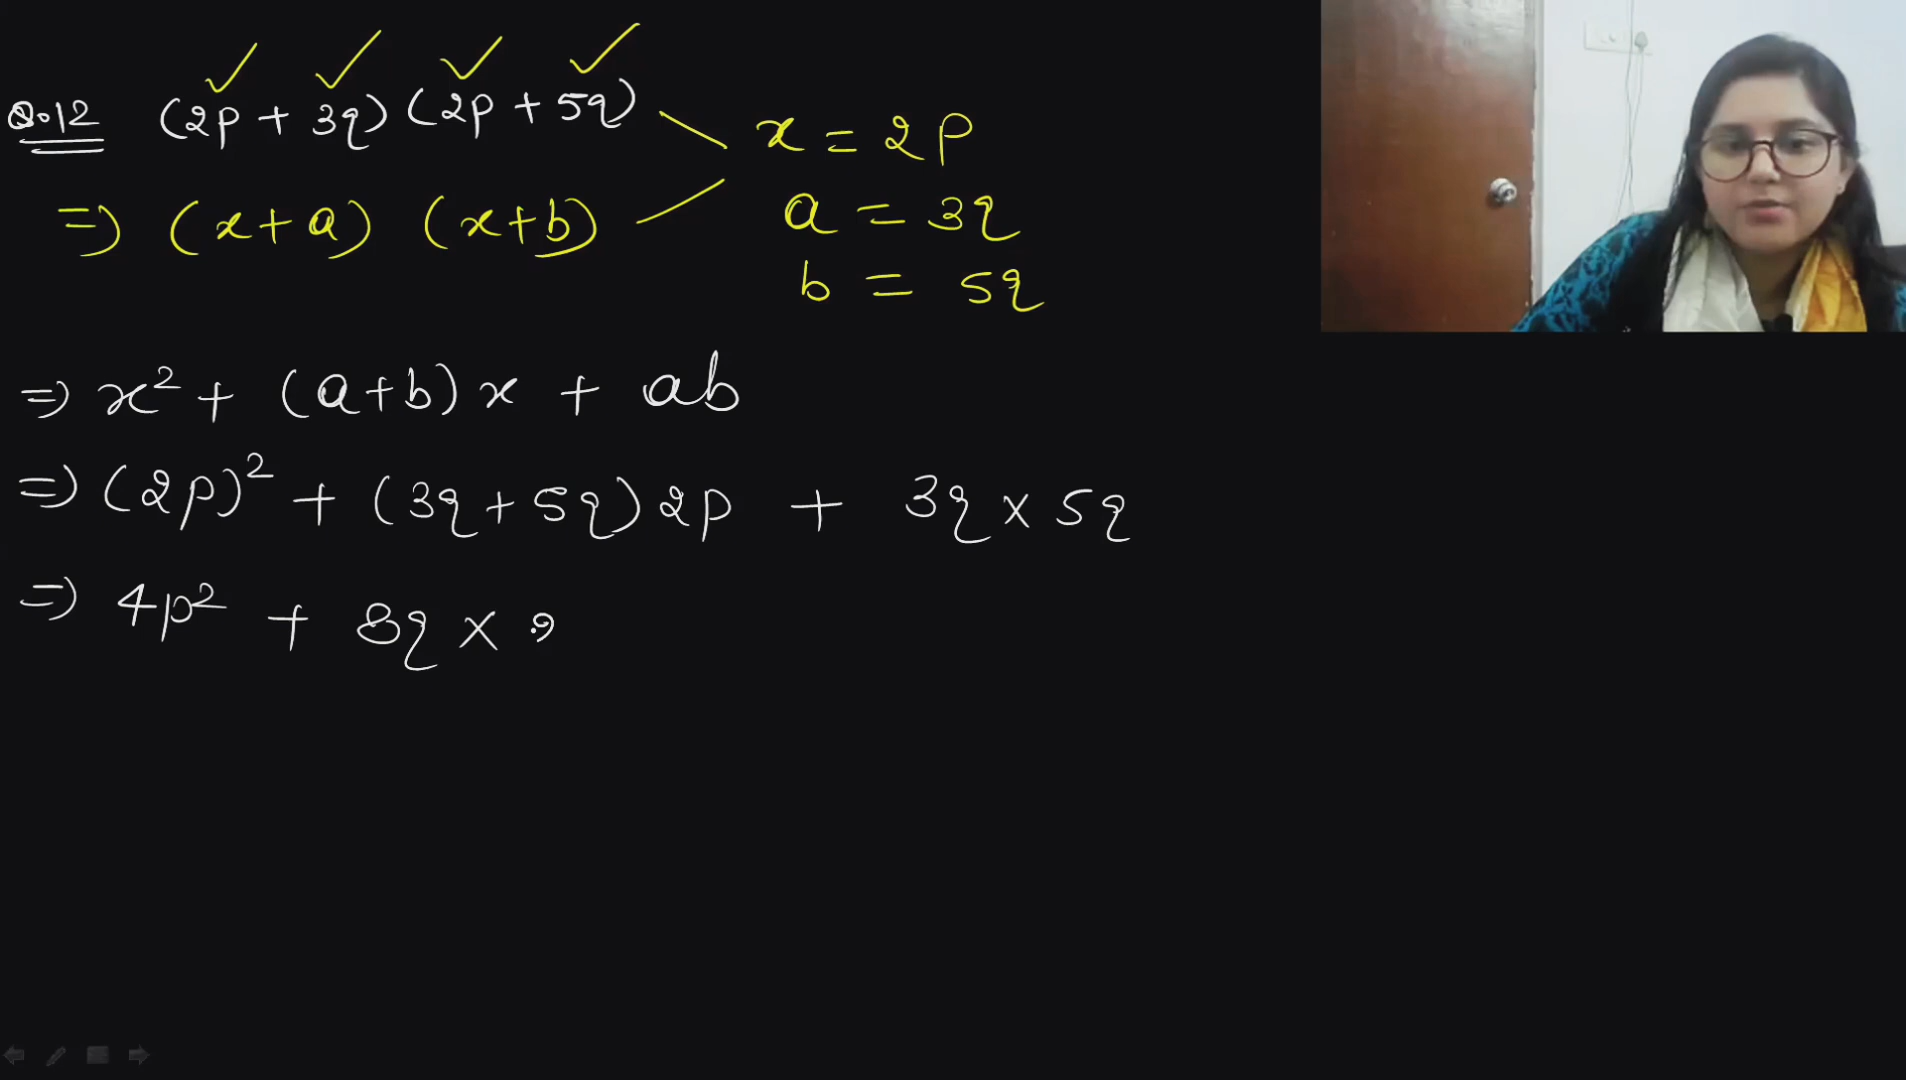 Q.12 (2p + 3q) (2p + 5q)
=> (x+a) (x+b)
x = 2p
a = 3q
b = 5q
=> x² + (a+b) x + ab
=> (2p)² + (3q+5q) 2p + 3q x 5q
=> 4p² + 8q x